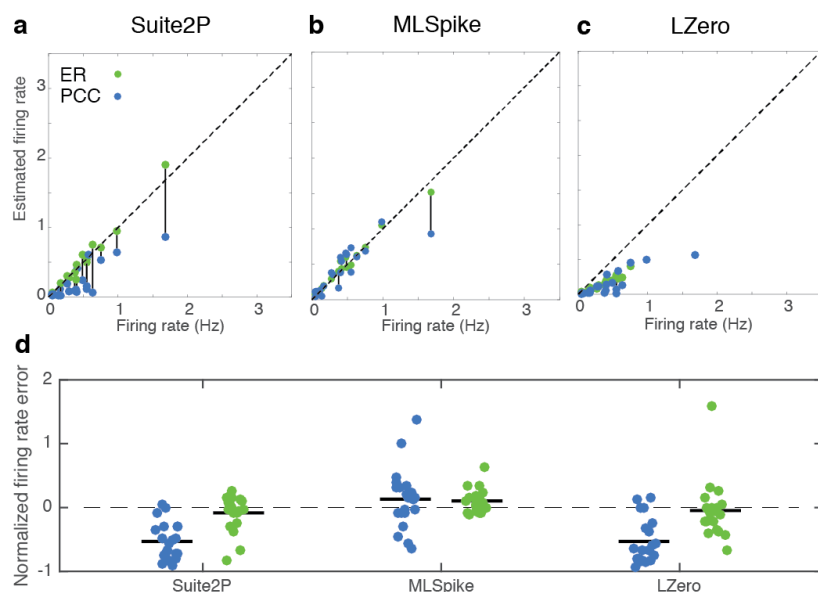 a Suite2P b MLSpike c LZero
Estimated firing rate
3
2
1
0
ER
PCC
0 1 2 3 0 1 2 3 0 1 2 3
Firing rate (Hz) Firing rate (Hz) Firing rate (Hz)
d
Normalized firing rate error
2
1
0
-1
Suite2P MLSpike LZero